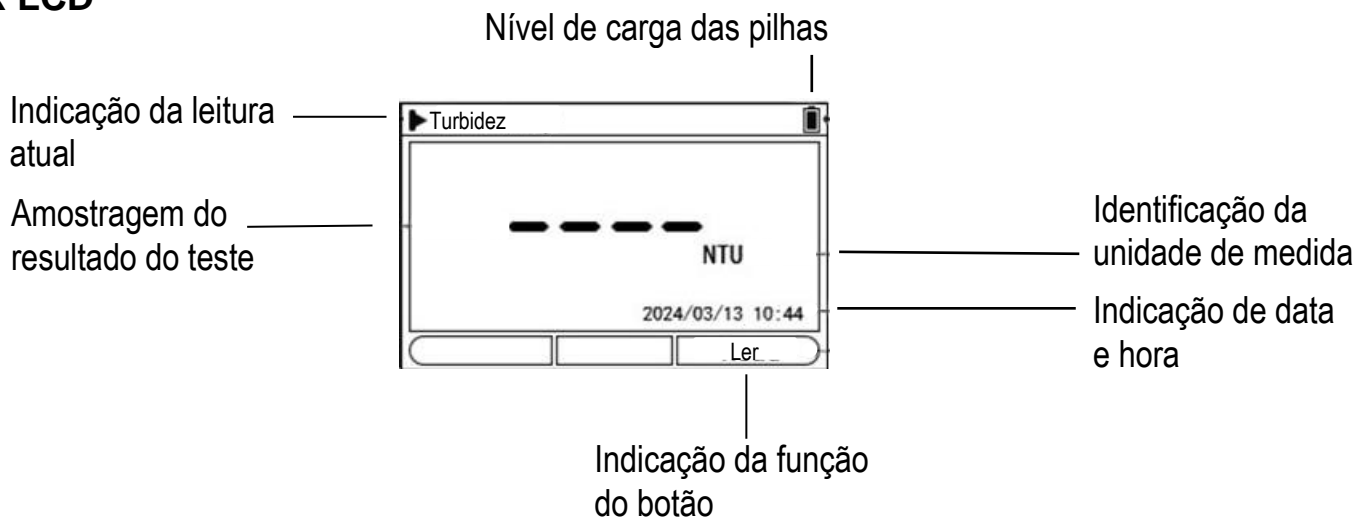 LCD
Nível de carga das pilhas
Indicação da leitura
atual
Turbidez
Amostragem do
resultado do teste
NTU
Identificação da
unidade de medida
2024/03/13 10:44
Indicação de data
e hora
Ler
Indicação da função
do botão